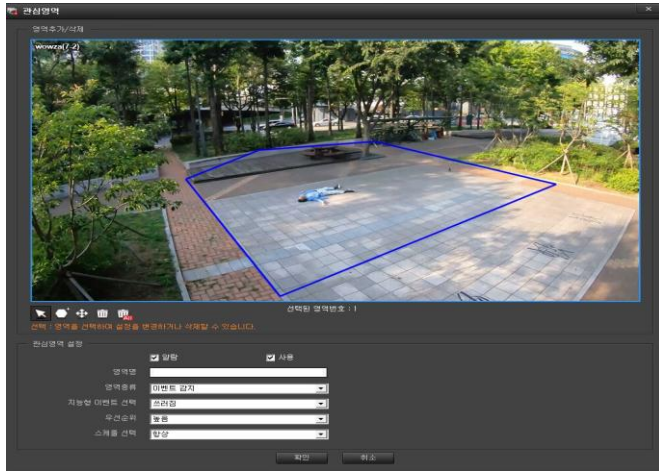 관심영역
영역추가/삭제
wowza(7-2)
선택된 영역번호 : 1
선택 : 영역을 선택하여 설정을 변경하거나 삭제할 수 있습니다.
관심영역 설정
알람 사용
영역명
영역종류 이벤트 감지
지능형 이벤트 선택 쓰러짐
우선순위 높음
스케쥴 선택 항상
확인 취소